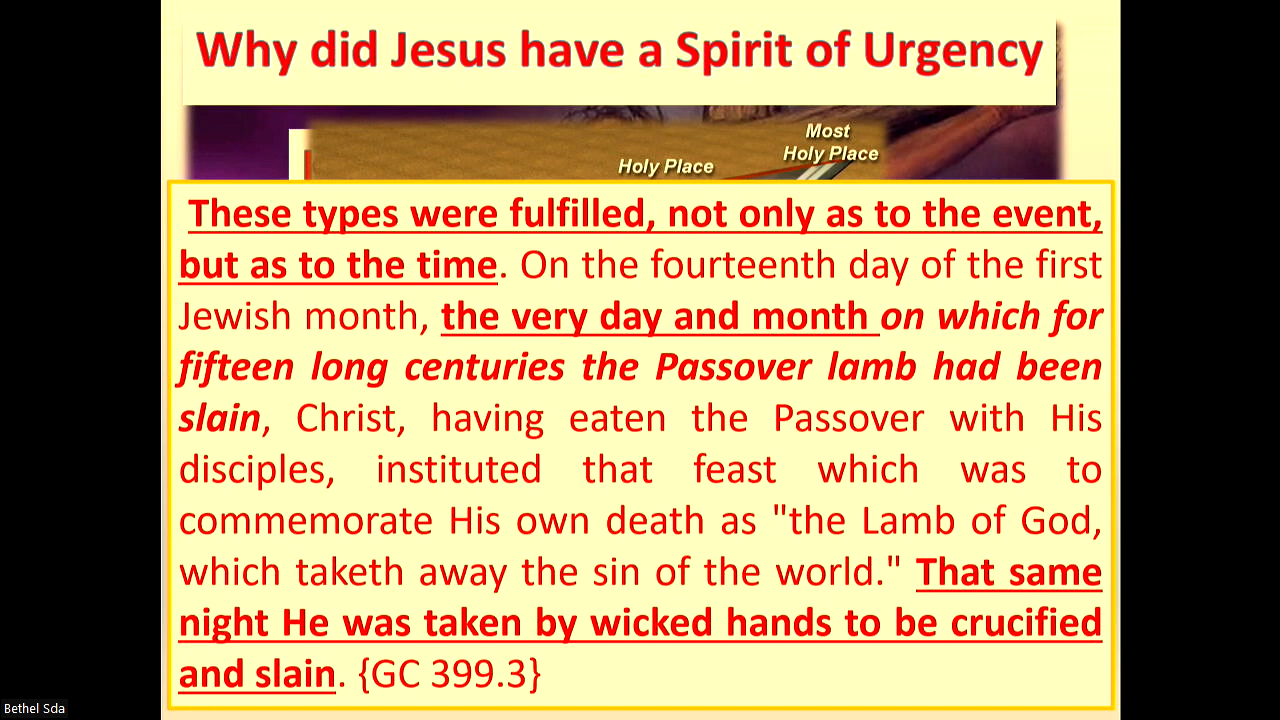 Why did Jesus have a Spirit of Urgency
Most
Holy Place
Holy Place
These types were fulfilled, not only as to the event,
but as to the time. On the fourteenth day of the first
Jewish month, the very day and month on which for
fifteen long centuries the Passover lamb had been
slain, Christ, having eaten the Passover with His
disciples, instituted that feast which was to
commemorate His own death as "the Lamb of God,
which taketh away the sin of the world." That same
night He was taken by wicked hands to be crucified
and slain. {GC 399.3}
Bethel Sda